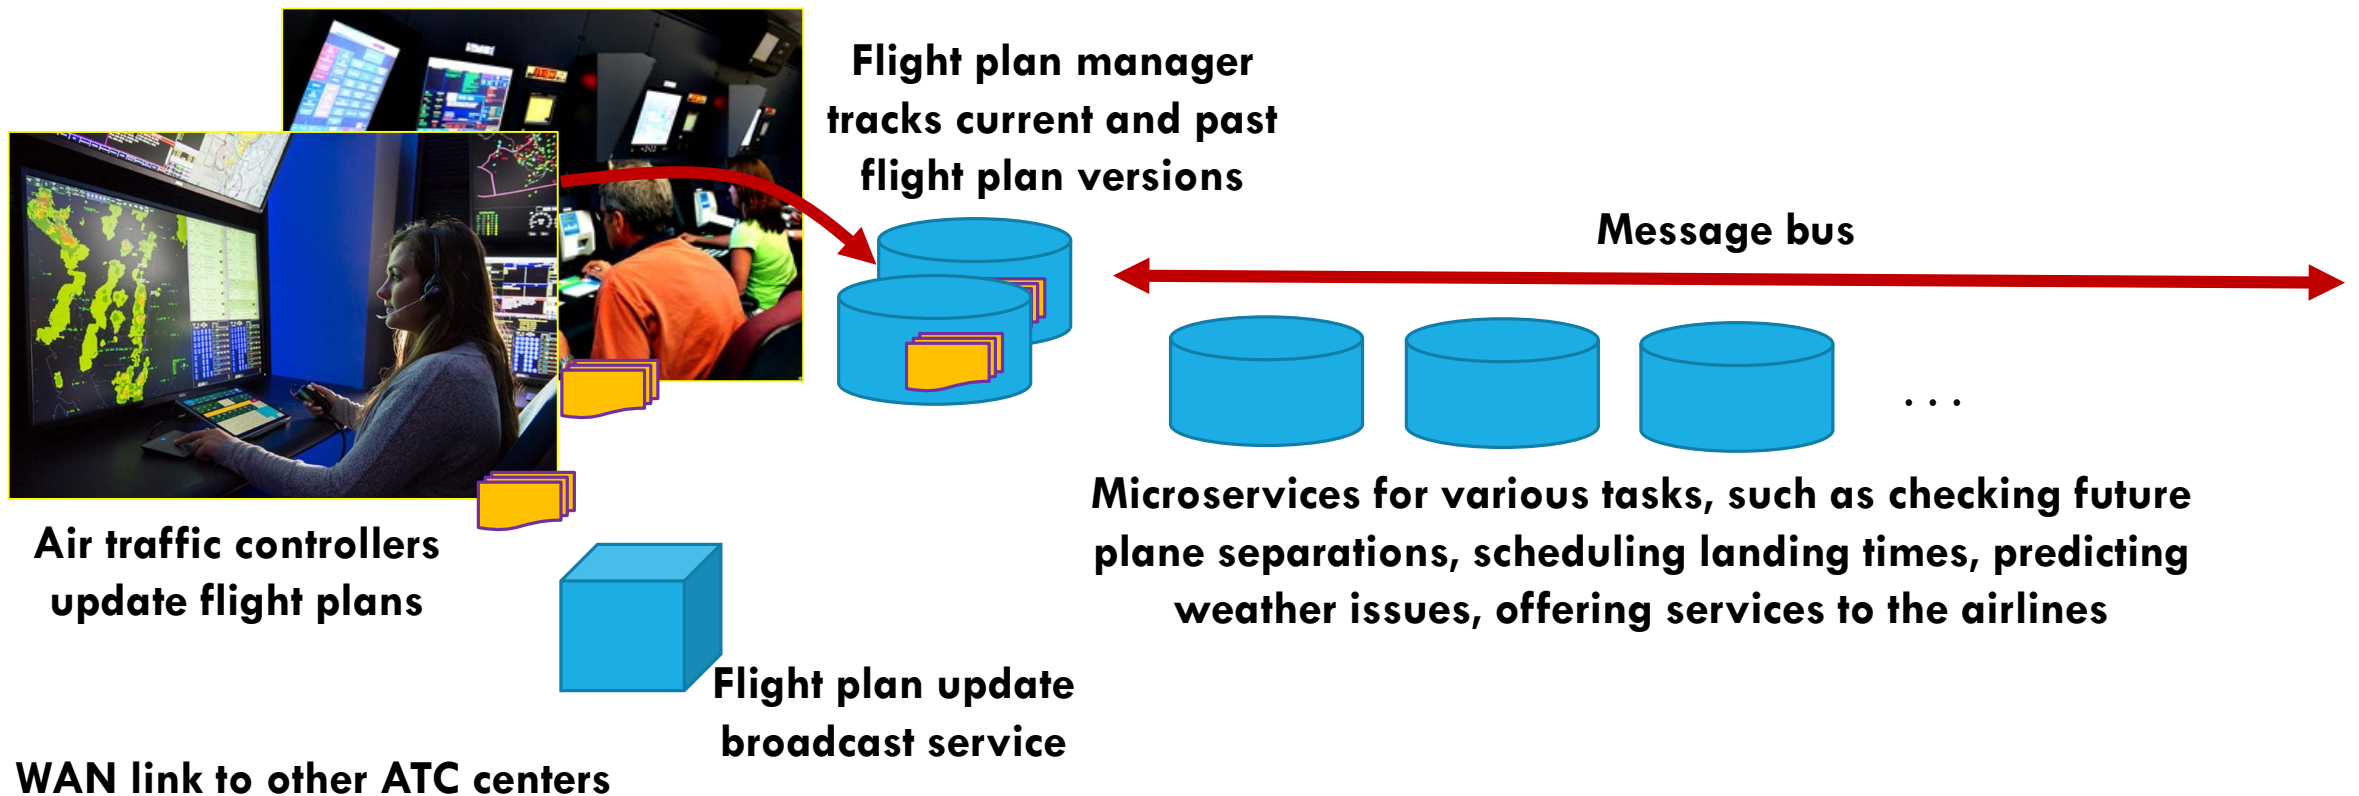 Flight plan manager
tracks current and past
flight plan versions
Message bus
. . .
Microservices for various tasks, such as checking future
plane separations, scheduling landing times, predicting
weather issues, offering services to the airlines
Air traffic controllers
update flight plans
Flight plan update
broadcast service
WAN link to other ATC centers